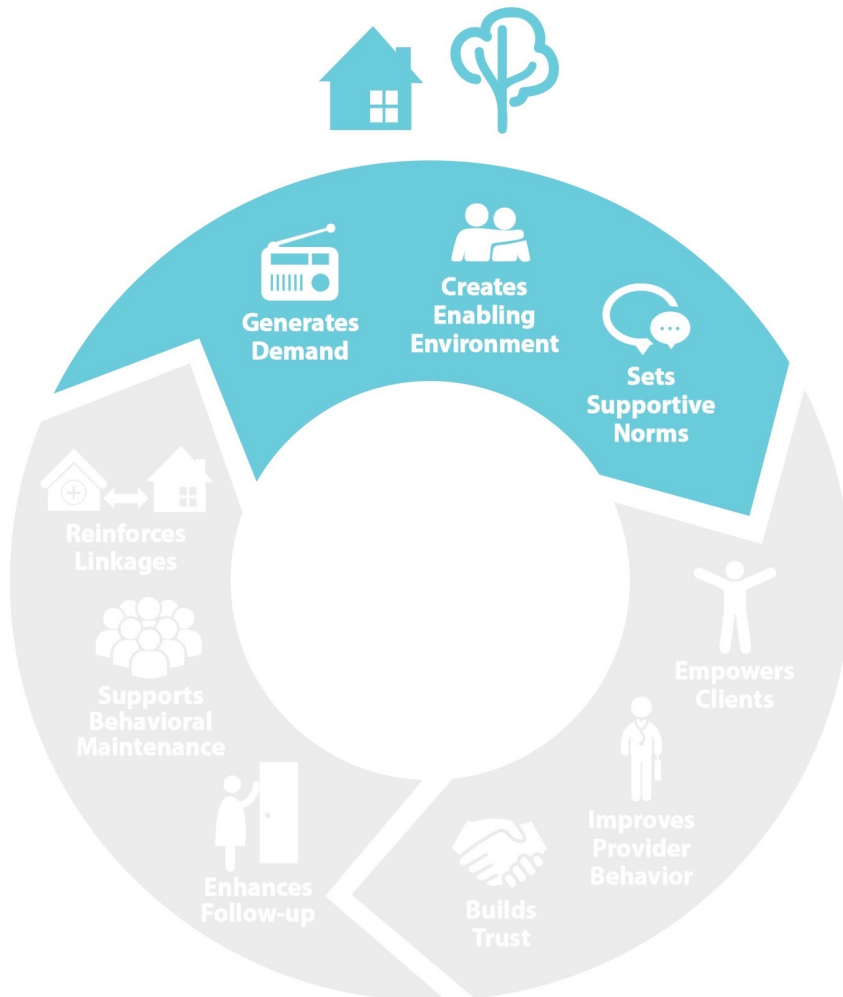 Generates
Demand
Creates
Enabling
Environment
Sets
Supportive
Norms
Empowers
Clients
Improves
Provider
Behavior
Builds
Trust
Enhances
Follow-up
Supports
Behavioral
Maintenance
Reinforces
Linkages